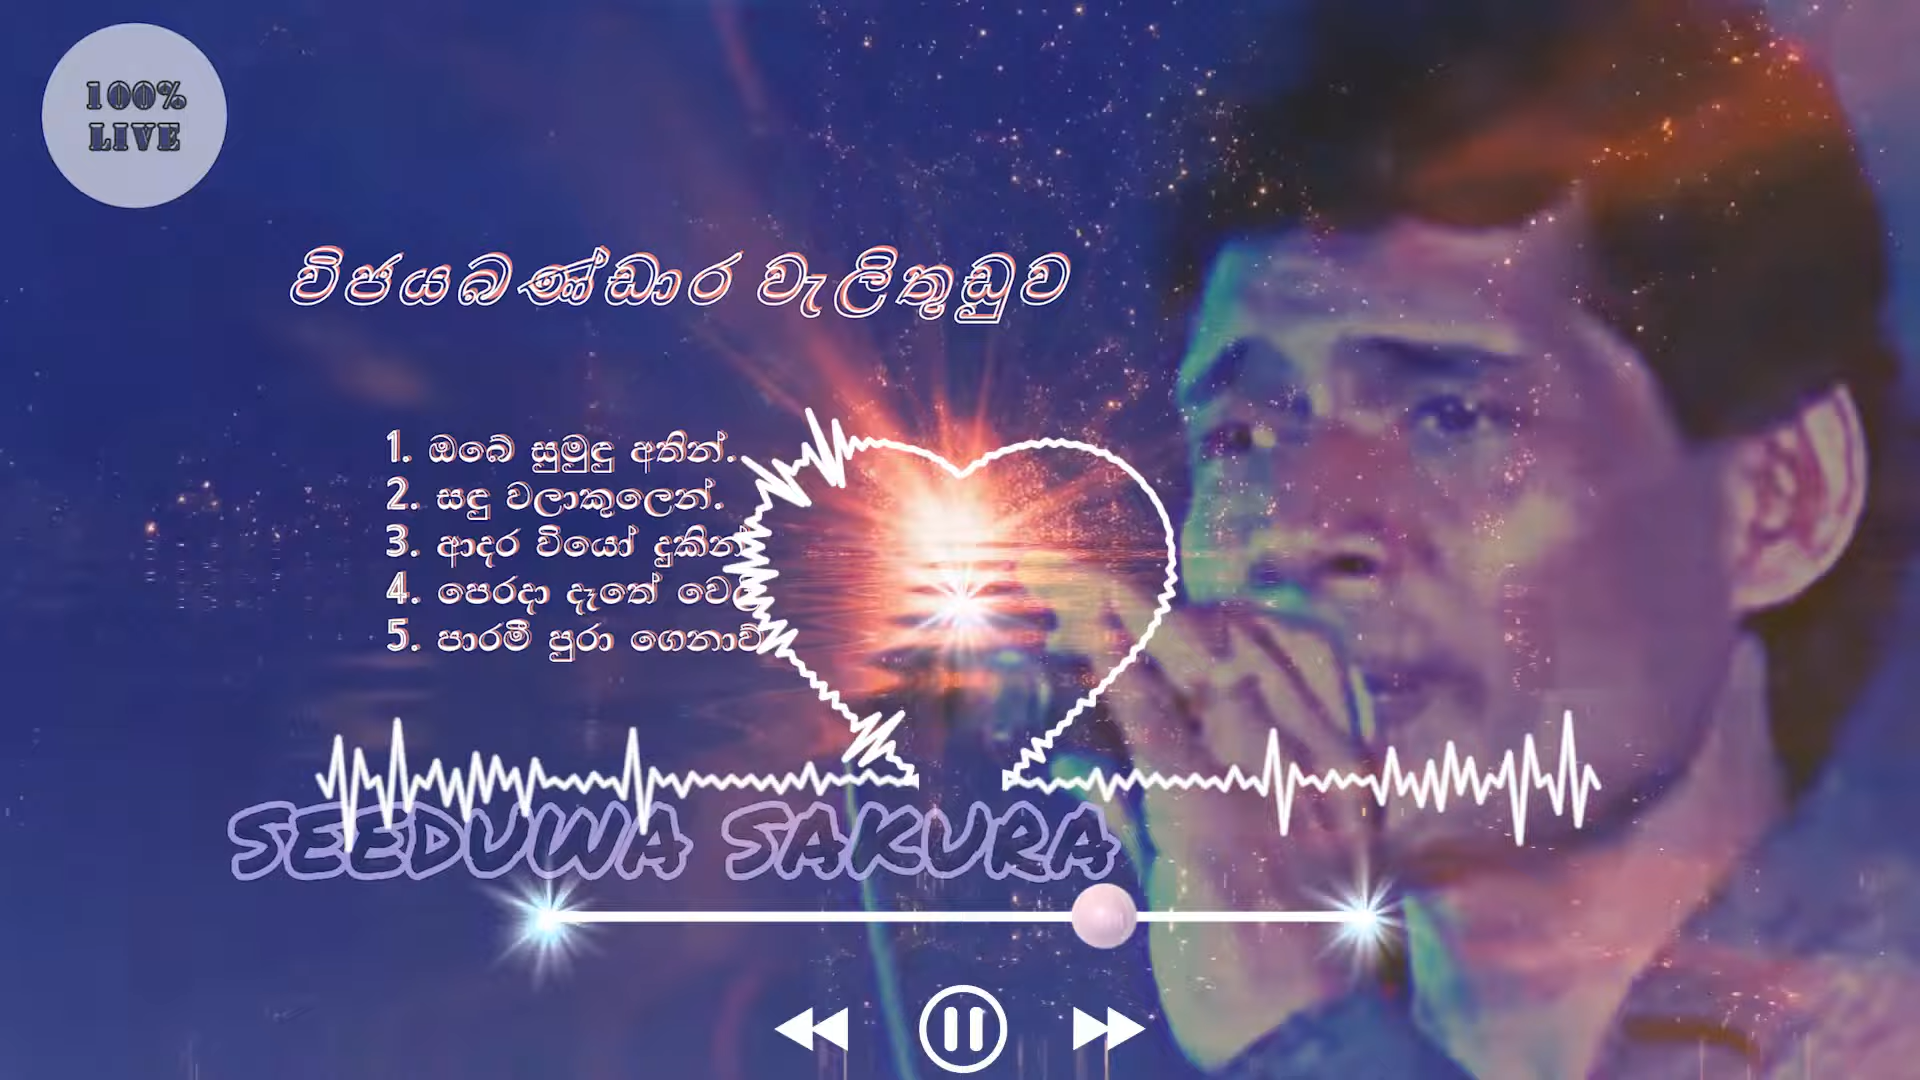 100%
LIVE
විජයබණ්ඩාර වැලිතුඩුව
1. ඔබේ සුමුදු අතින්.
2. සඳු වලාකුලෙන්.
3. ආදර වියෝ දුකින්
4. පෙරදා දෑතේ
5. පාරමී පුරා ගෙනාව්
SEEDUWA SAKURA